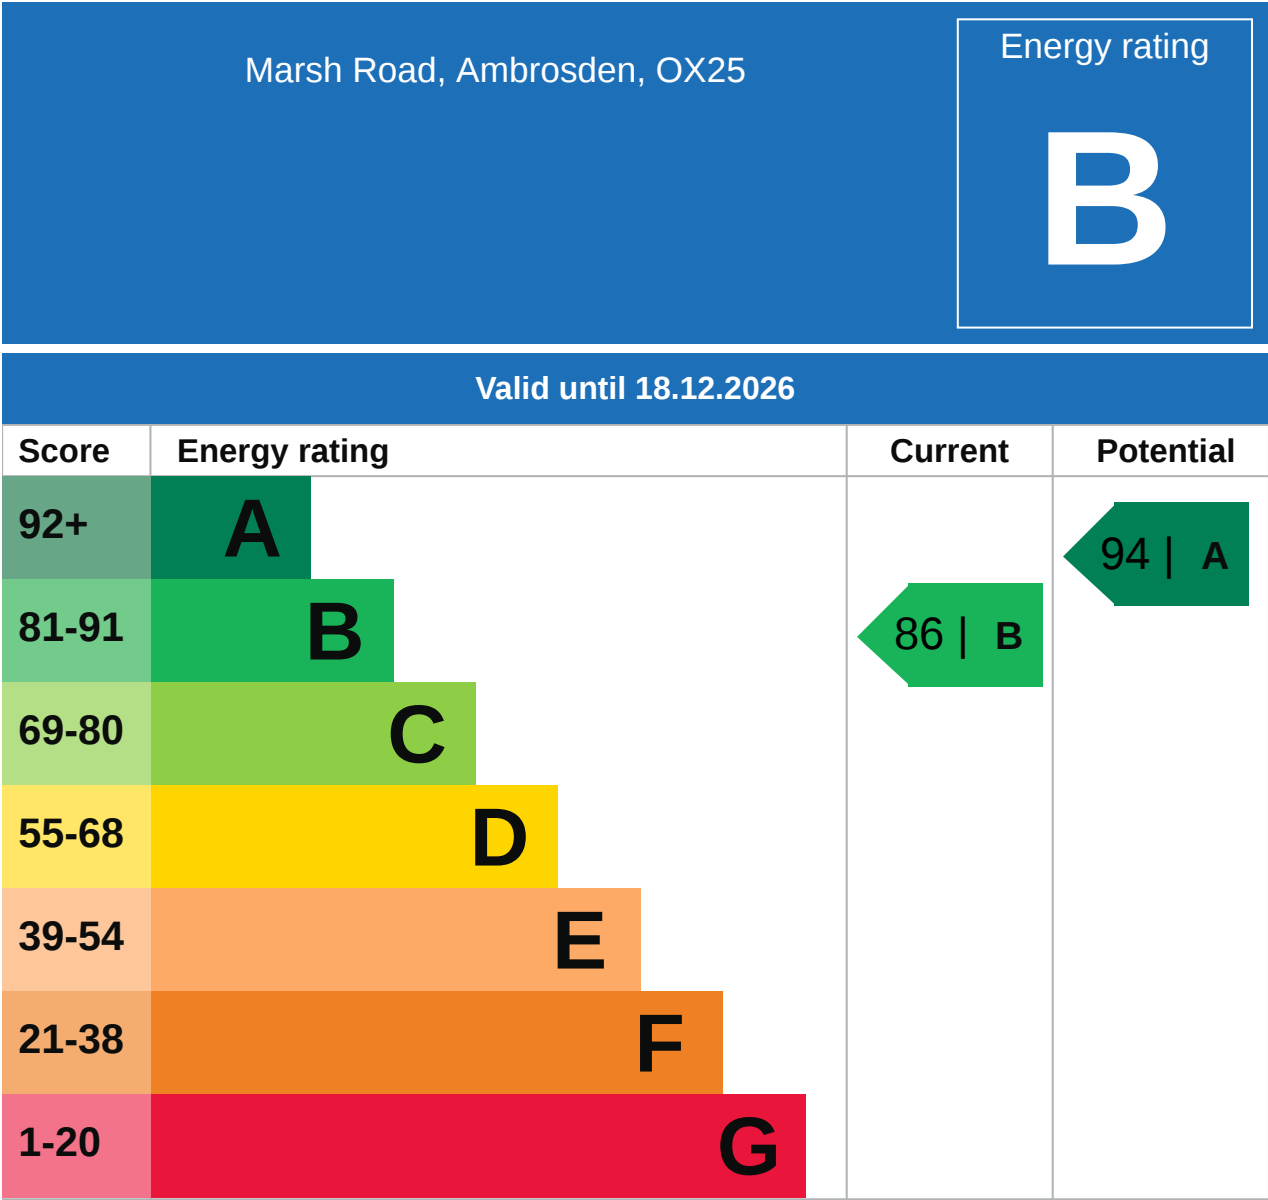 Marsh Road, Ambrosden, OX25
Energy rating
B
Valid until 18.12.2026
Score Energy rating Current Potential
92+ A 94 | A
81-91 B 86 | B
69-80 C
55-68 D
39-54 E
21-38 F
1-20 G